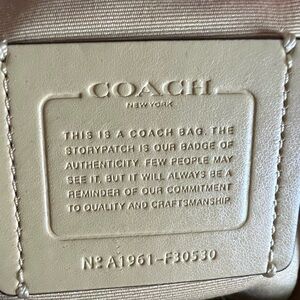 COACH
NEW YORK
THIS IS A COACH BAG. THE
STORYPATCH IS OUR BADGE OF
AUTHENTICITY. FEW PEOPLE MAY
SEE IT, BUT IT WILL ALWAYS BE A
REMINDER OF OUR COMMITMENT
TO QUALITY AND CRAFTSMANSHIP.
Nº A1961-F30530